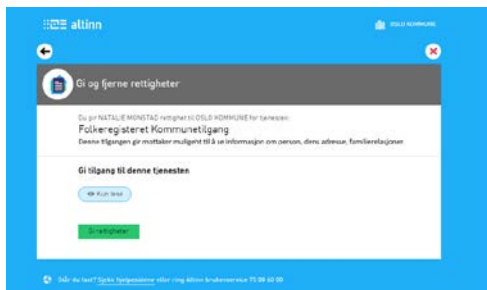 altinn
OSLO KOMMUNE
Gi og fjerne rettigheter
Du gir NATALIE MONSTAD rettighet til OSLO KOMMUNE for tjenesten:
Folkeregisteret Kommunetilgang
Denne tilgangen gir mottaker muligent til å se informasjon om person, dens adresse, familierelasjoner
Gi tilgang til denne tjenesten
Kun lese
Gi rettigheter
Står du fast? Sjekk hjelpesidene eller ring Altinn brukerservice 75 00 60 00